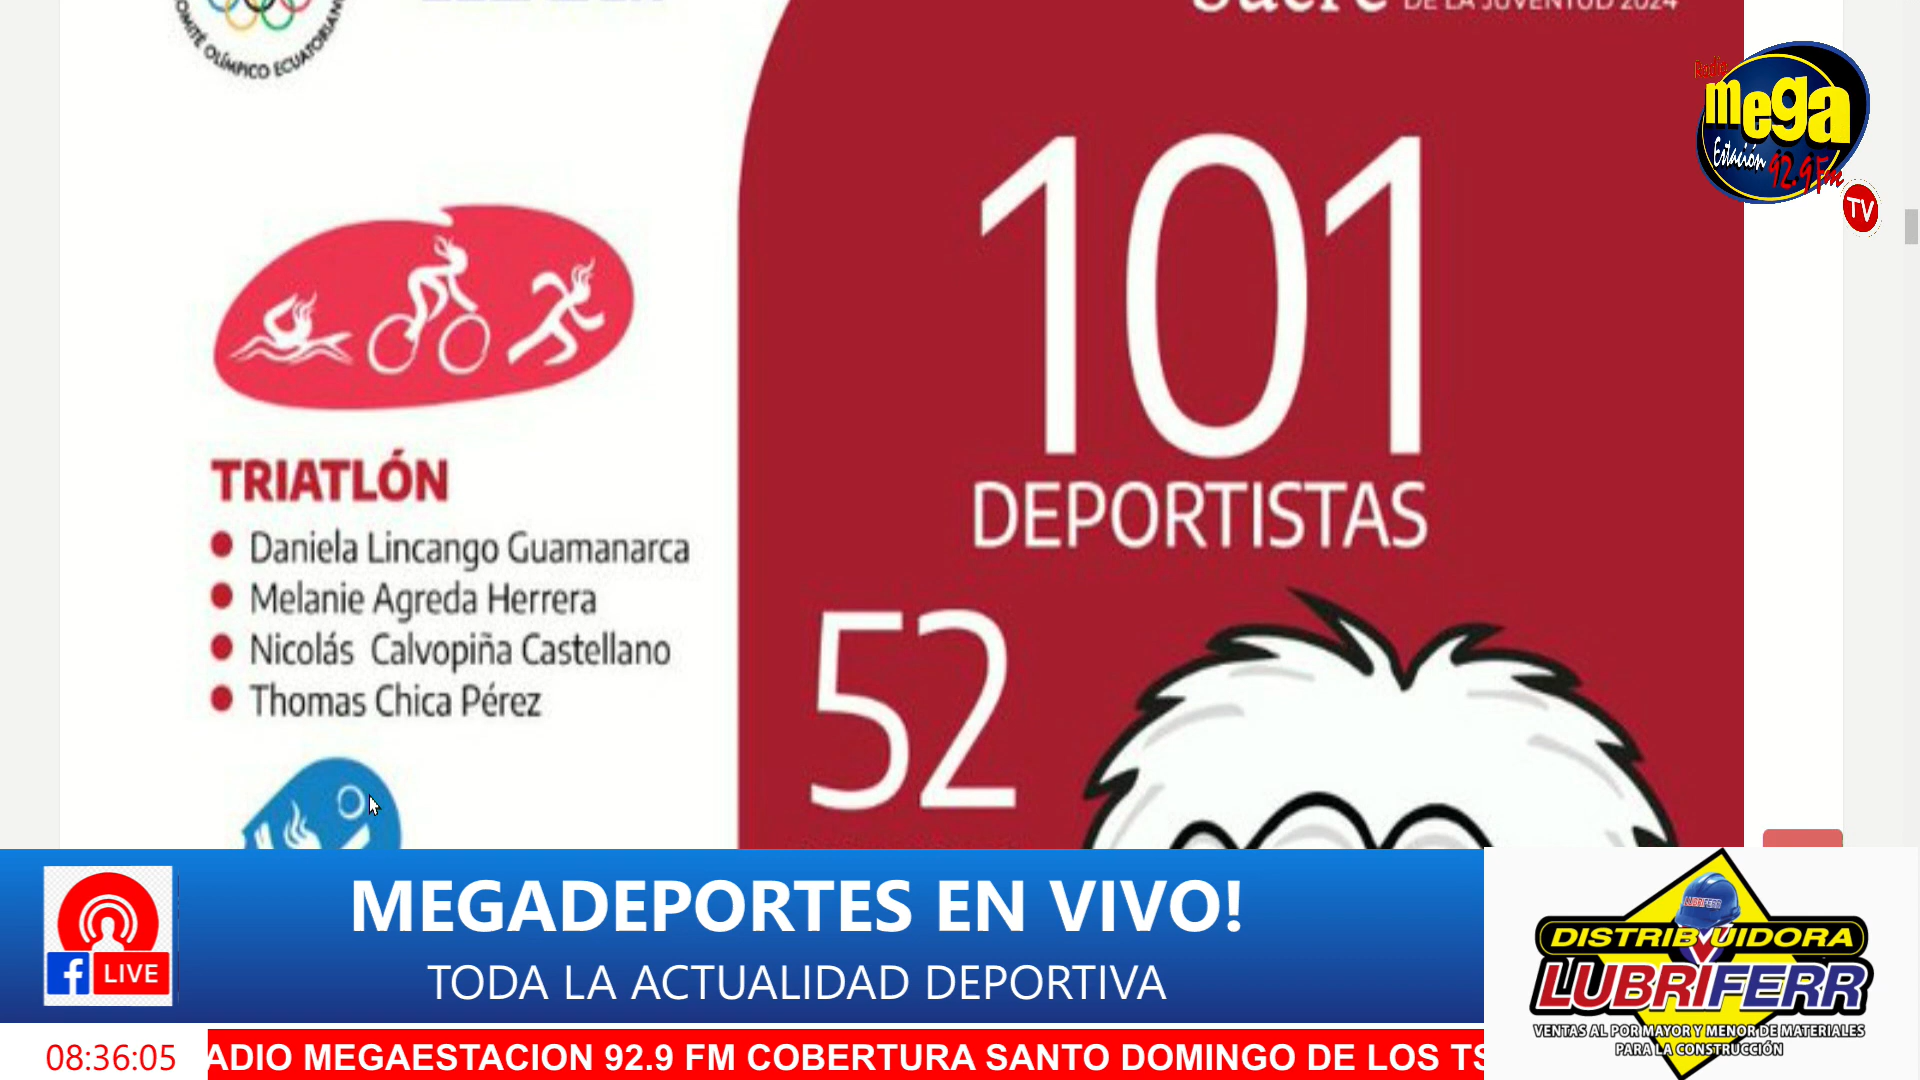 Sucre DE LA JUVENTUD 2024
COMITÉ OLÍMPICO ECUATORIANO
Radio
mega
Estación 92.9 Fm
TV
101
DEPORTISTAS
52
TRIATLÓN
Daniela Lincango Guamanarca
Melanie Agreda Herrera
Nicolás Calvopiña Castellano
Thomas Chica Pérez
f LIVE
MEGADEPORTES EN VIVO!
TODA LA ACTUALIDAD DEPORTIVA
LUBRIFERR
DISTRIBUIDORA
LUBRIFERR
VENTAS AL POR MAYOR Y MENOR DE MATERIALES
PARA LA CONSTRUCCIÓN
08:36:05
ADIO MEGAESTACION 92.9 FM COBERTURA SANTO DOMINGO DE LOS TS